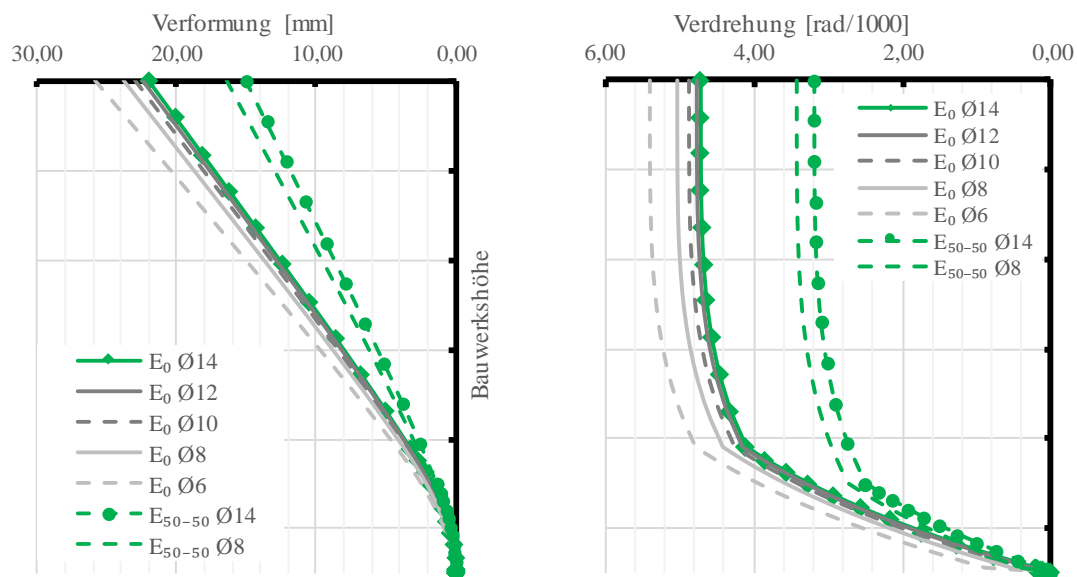 Verformung [mm]
30,00 20,00 10,00 0,00
Bauwerkshöhe
E₀ Ø14
E₀ Ø12
E₀ Ø10
E₀ Ø8
E₀ Ø6
E₅₀₋₅₀ Ø14
E₅₀₋₅₀ Ø8
Verdrehung [rad/1000]
6,00 4,00 2,00 0,00
E₀ Ø14
E₀ Ø12
E₀ Ø10
E₀ Ø8
E₀ Ø6
E₅₀₋₅₀ Ø14
E₅₀₋₅₀ Ø8